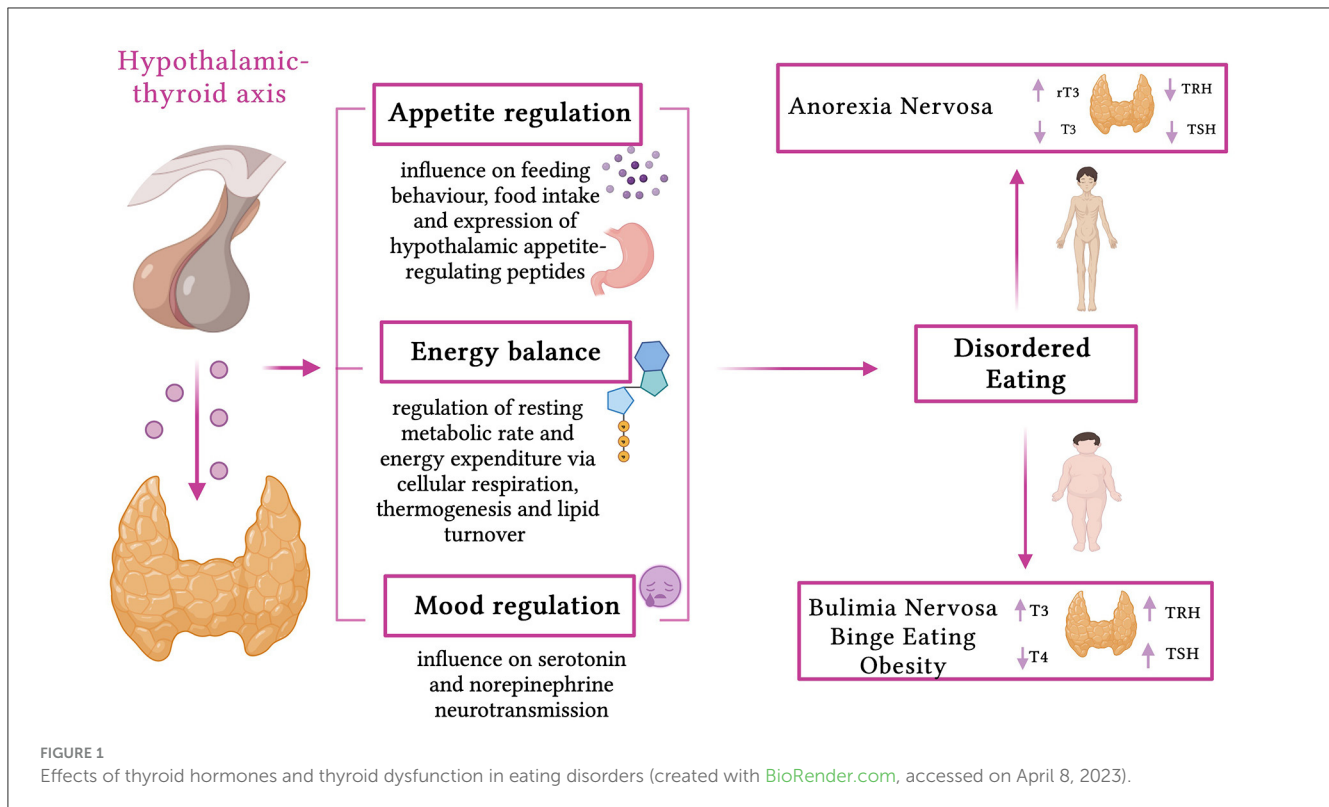 Hypothalamic-
thyroid axis
Appetite regulation
influence on feeding
behaviour, food intake
and expression of
hypothalamic appetite-
regulating peptides
Energy balance
regulation of resting
metabolic rate and
energy expenditure via
cellular respiration,
thermogenesis and lipid
turnover
Mood regulation
influence on serotonin
and norepinephrine
neurotransmission
Anorexia Nervosa
↑ rT3
↓ T3
↓ TRH
↓ TSH
Disordered
Eating
Bulimia Nervosa
Binge Eating
Obesity
↑ T3
↓ T4
↑ TRH
↑ TSH
FIGURE 1
Effects of thyroid hormones and thyroid dysfunction in eating disorders (created with BioRender.com, accessed on April 8, 2023).